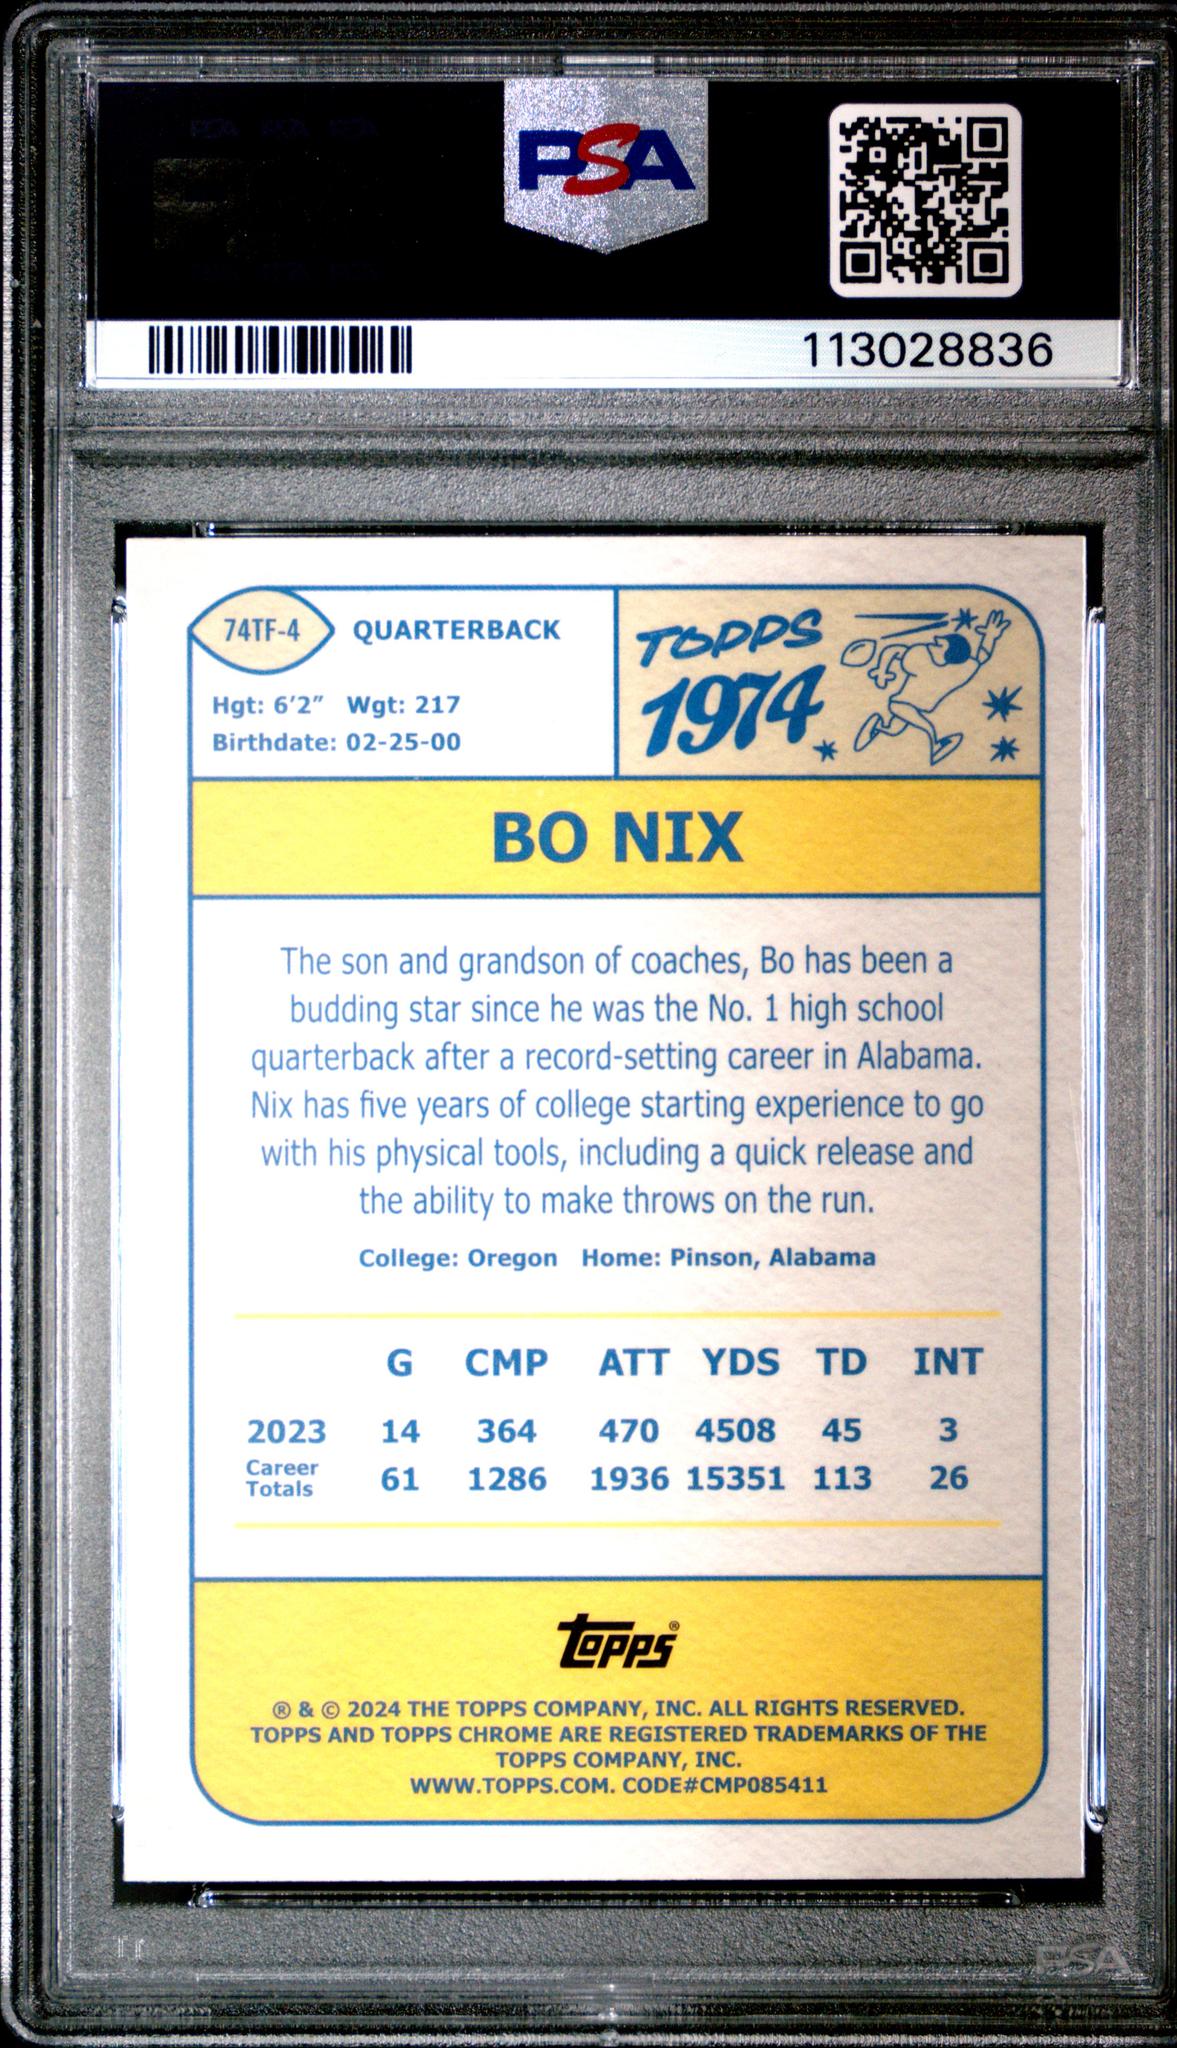 PSA
113028836
74TF-4 QUARTERBACK
Hgt: 6'2” Wgt: 217
Birthdate: 02-25-00
TOPPS
1974
BO NIX
The son and grandson of coaches, Bo has been a
budding star since he was the No. 1 high school
quarterback after a record-setting career in Alabama.
Nix has five years of college starting experience to go
with his physical tools, including a quick release and
the ability to make throws on the run.
College: Oregon Home: Pinson, Alabama
G CMP ATT YDS TD INT
2023 14 364 470 4508 45 3
Career
Totals 61 1286 1936 15351 113 26
topps®
® & © 2024 THE TOPPS COMPANY, INC. ALL RIGHTS RESERVED.
TOPPS AND TOPPS CHROME ARE REGISTERED TRADEMARKS OF THE
TOPPS COMPANY, INC.
WWW.TOPPS.COM. CODE#CMP085411
PSA